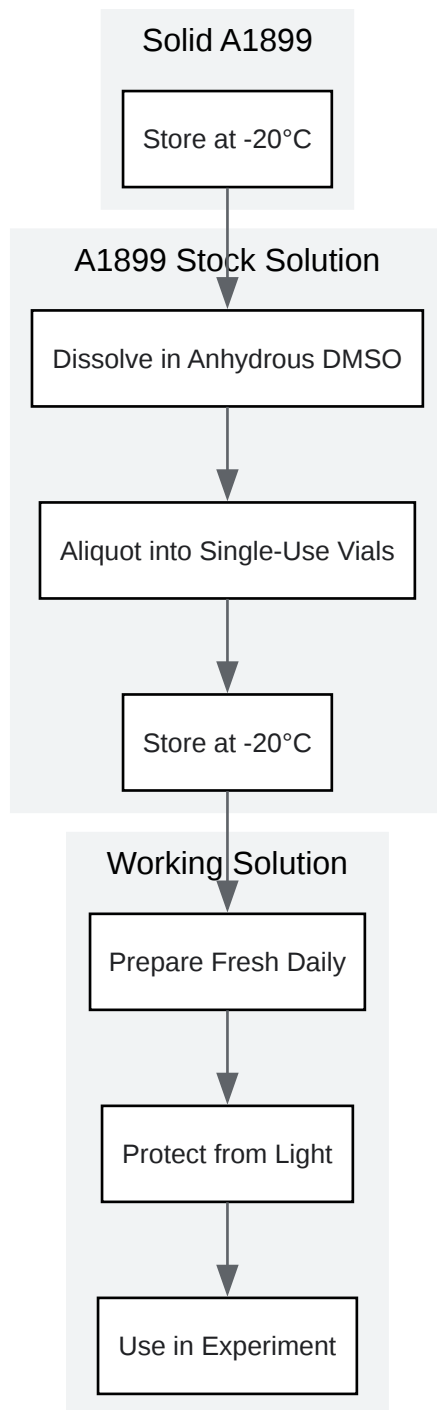 Solid A1899
Store at -20°C
A1899 Stock Solution
Dissolve in Anhydrous DMSO
Aliquot into Single-Use Vials
Store at -20°C
Working Solution
Prepare Fresh Daily
Protect from Light
Use in Experiment